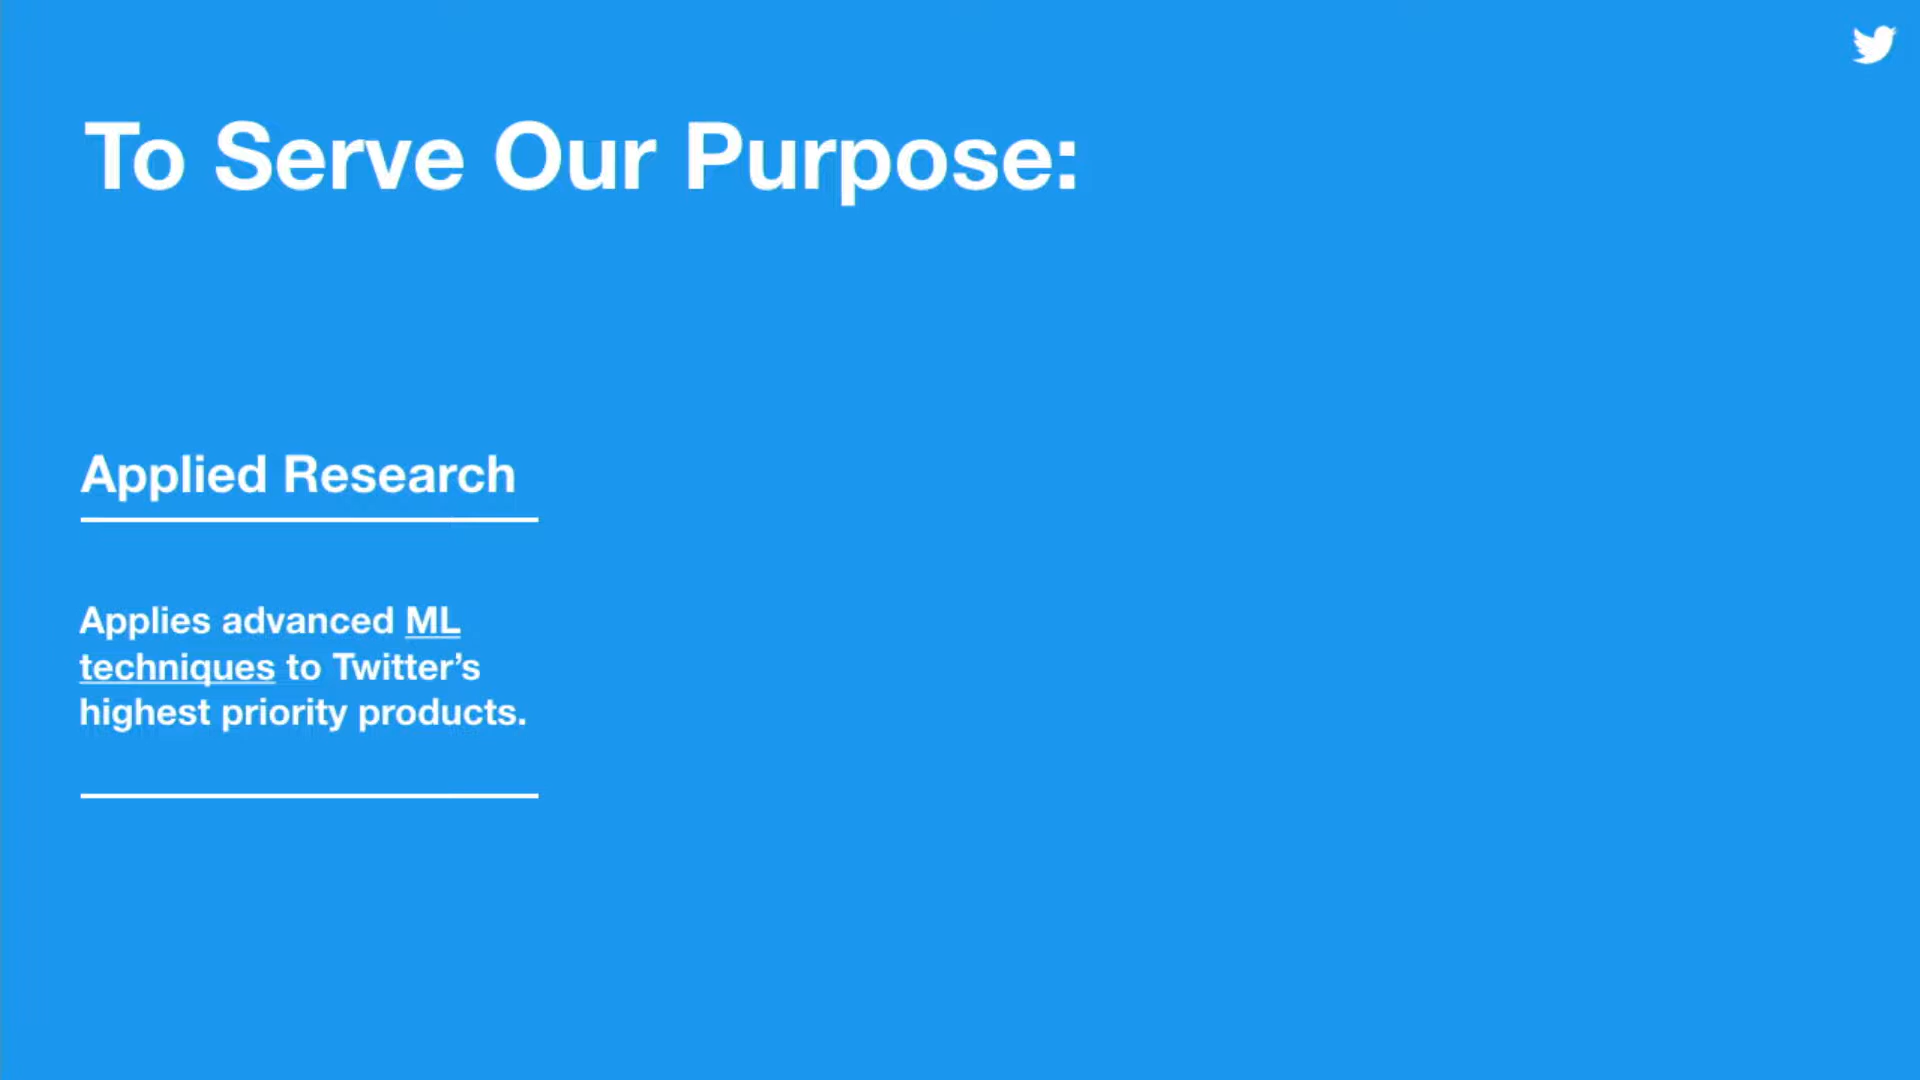 To Serve Our Purpose:
Applied Research
Applies advanced ML
techniques to Twitter’s
highest priority products.